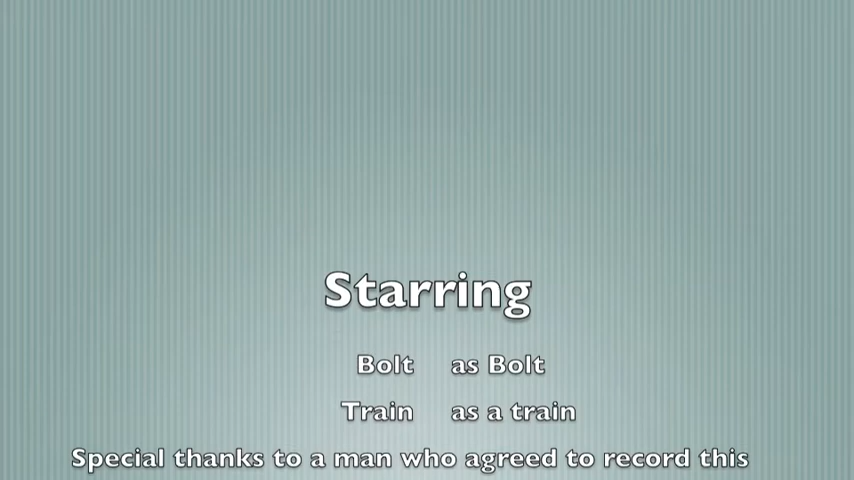 Starring
Bolt as Bolt
Train as a train
Special thanks to a man who agreed to record this